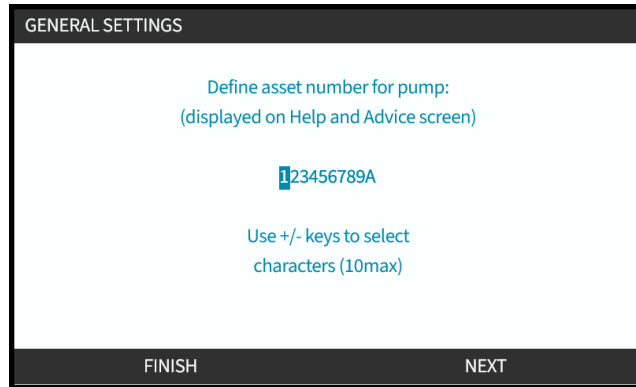 GENERAL SETTINGS
Define asset number for pump:
(displayed on Help and Advice screen)
123456789A
Use +/- keys to select
characters (10max)
FINISH NEXT